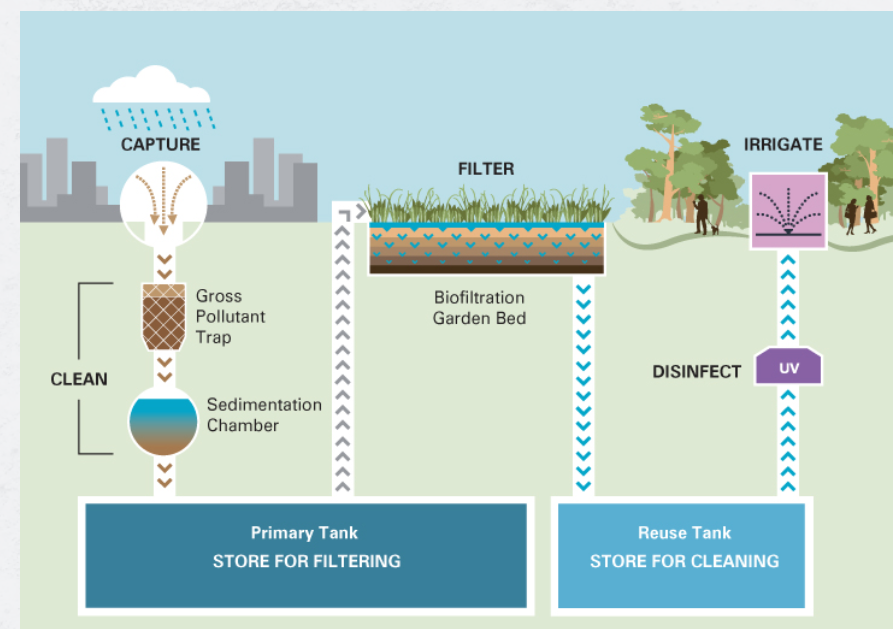 CAPTURE
Gross
Pollutant
Trap
CLEAN
Sedimentation
Chamber
Primary Tank
STORE FOR FILTERING
FILTER
Biofiltration
Garden Bed
Reuse Tank
STORE FOR CLEANING
DISINFECT
UV
IRRIGATE